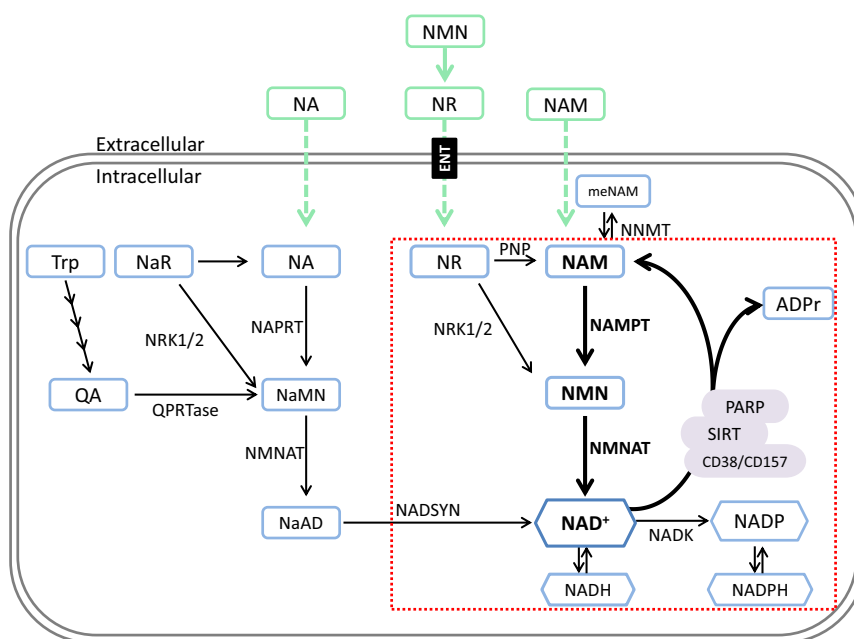 NMN
NA
NR
NAM
Extracellular
ENT
Intracellular
meNAM
NNMT
Trp
NaR
NA
NR
PNP
NAM
ADPr
NRK1/2
NAPRT
NRK1/2
NAMPT
QA
QPRTase
NaMN
NMN
PARP
SIRT
CD38/CD157
NMNAT
NMNAT
NaAD
NADSYN
NAD+
NADK
NADP
NADH
NADPH